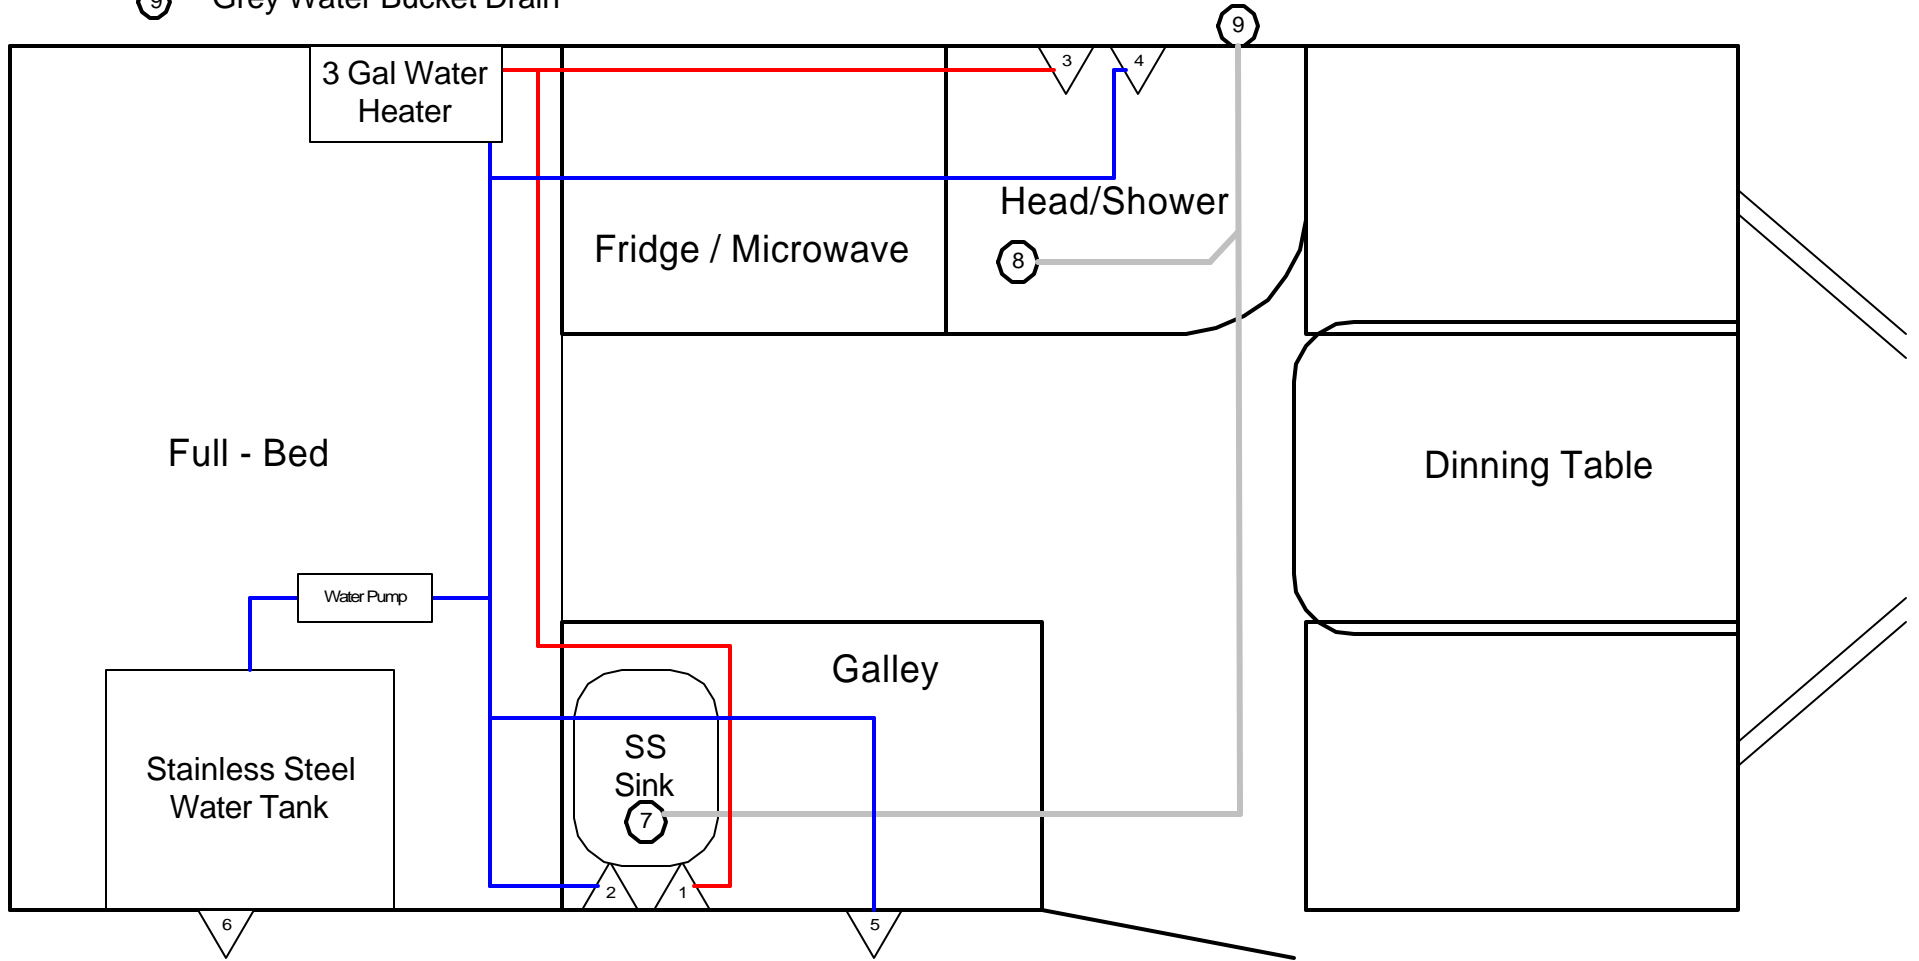 9 Grey Water Bucket Drain
9
3 Gal Water
Heater
3
4
Head/Shower
Fridge / Microwave
8
Full - Bed
Dinning Table
Water Pump
Galley
SS
Sink
Stainless Steel
Water Tank
7
2
1
6
5